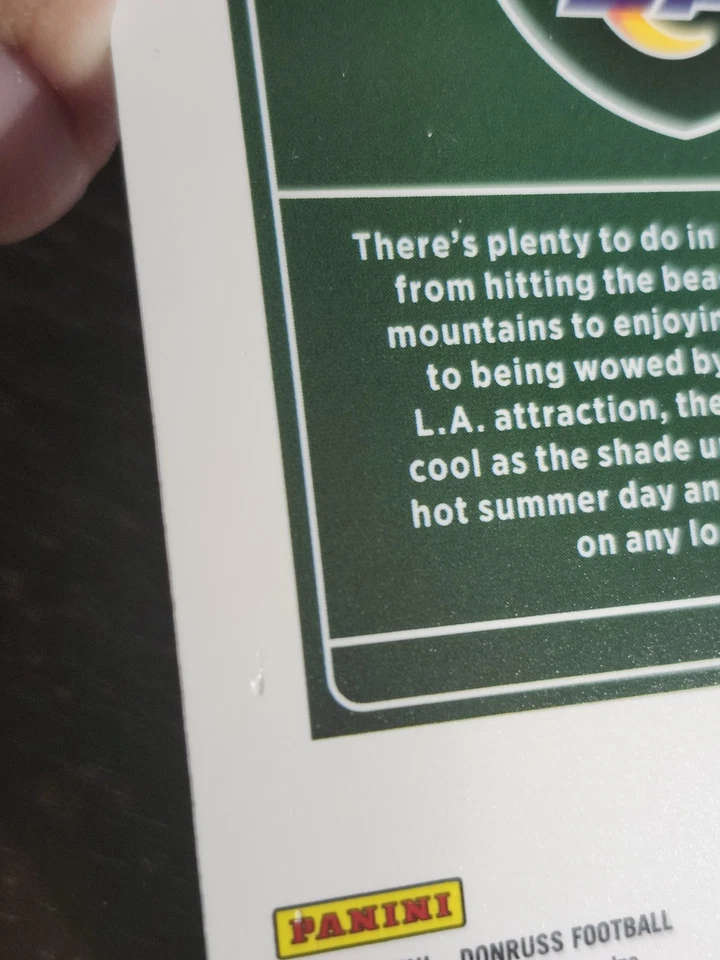 There's plenty to do in
from hitting the bea
mountains to enjoyin
to being wowed by
L.A. attraction, the
cool as the shade u
hot summer day an
on any lo
PANINI
DONRUSS FOOTBALL